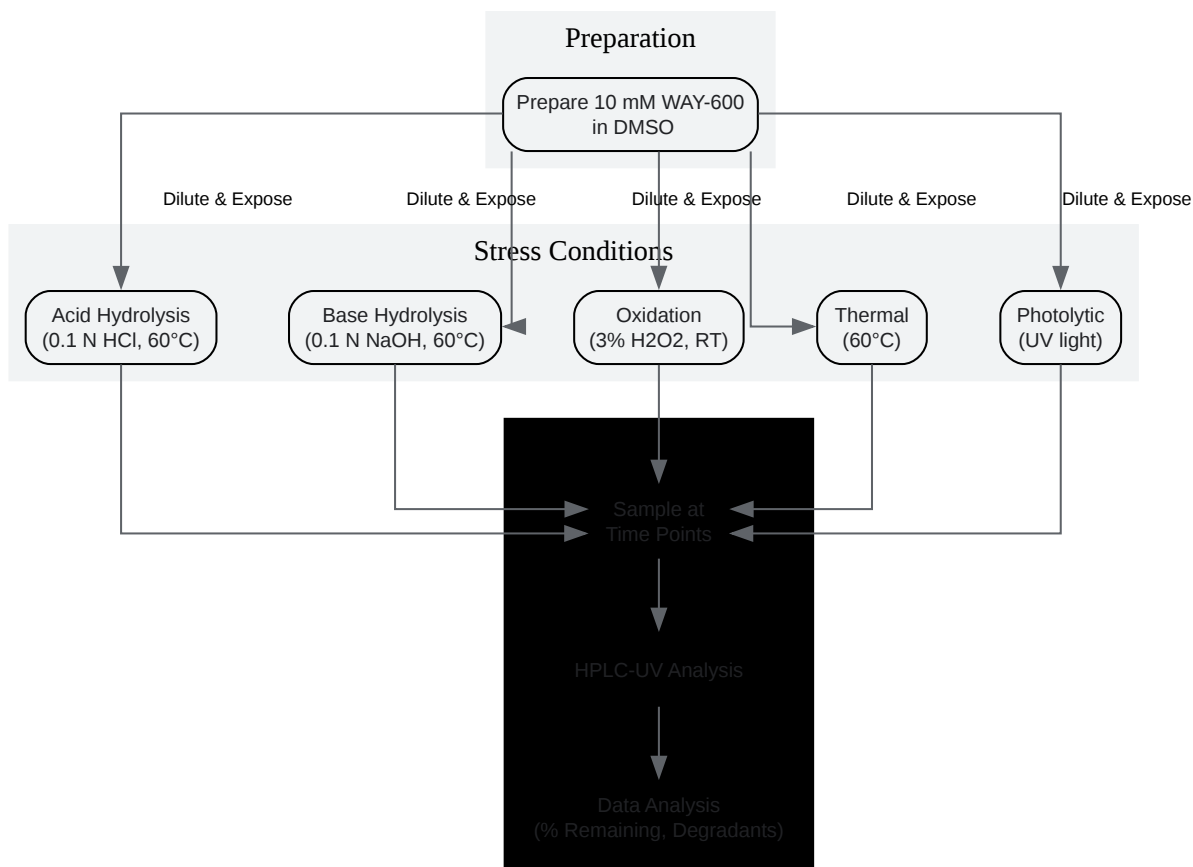 Preparation
Prepare 10 mM WAY-600
in DMSO
Dilute & Expose
Dilute & Expose
Dilute & Expose
Dilute & Expose
Dilute & Expose
Stress Conditions
Acid Hydrolysis
(0.1 N HCl, 60°C)
Base Hydrolysis
(0.1 N NaOH, 60°C)
Oxidation
(3% H2O2, RT)
Thermal
(60°C)
Photolytic
(UV light)
Sample at
Time Points
HPLC-UV Analysis
Data Analysis
(% Remaining, Degradants)